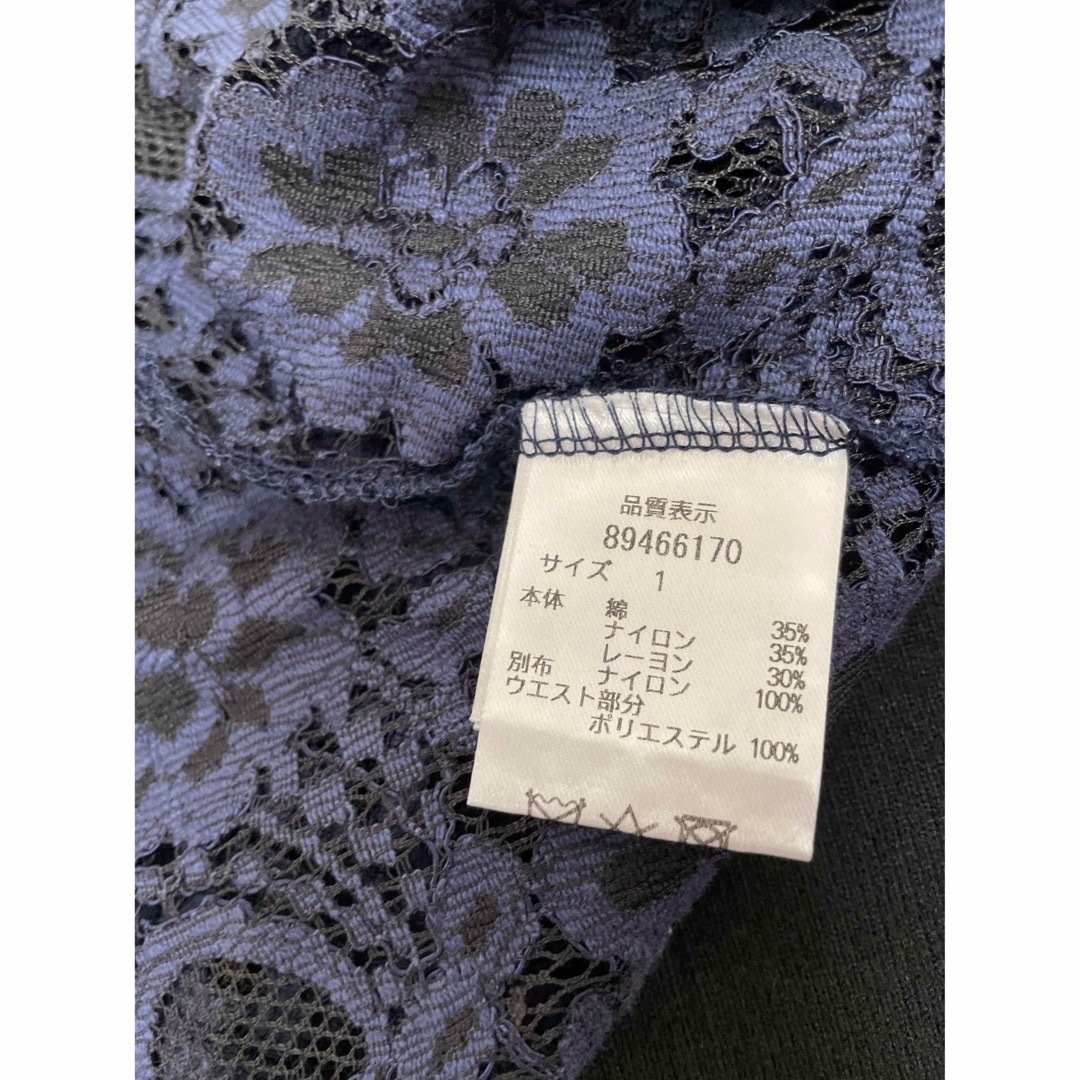 品質表示
89466170
サイズ 1
本体 綿 35%
ナイロン 35%
レーヨン 30%
別布 ナイロン 100%
ウエスト部分
ポリエステル 100%